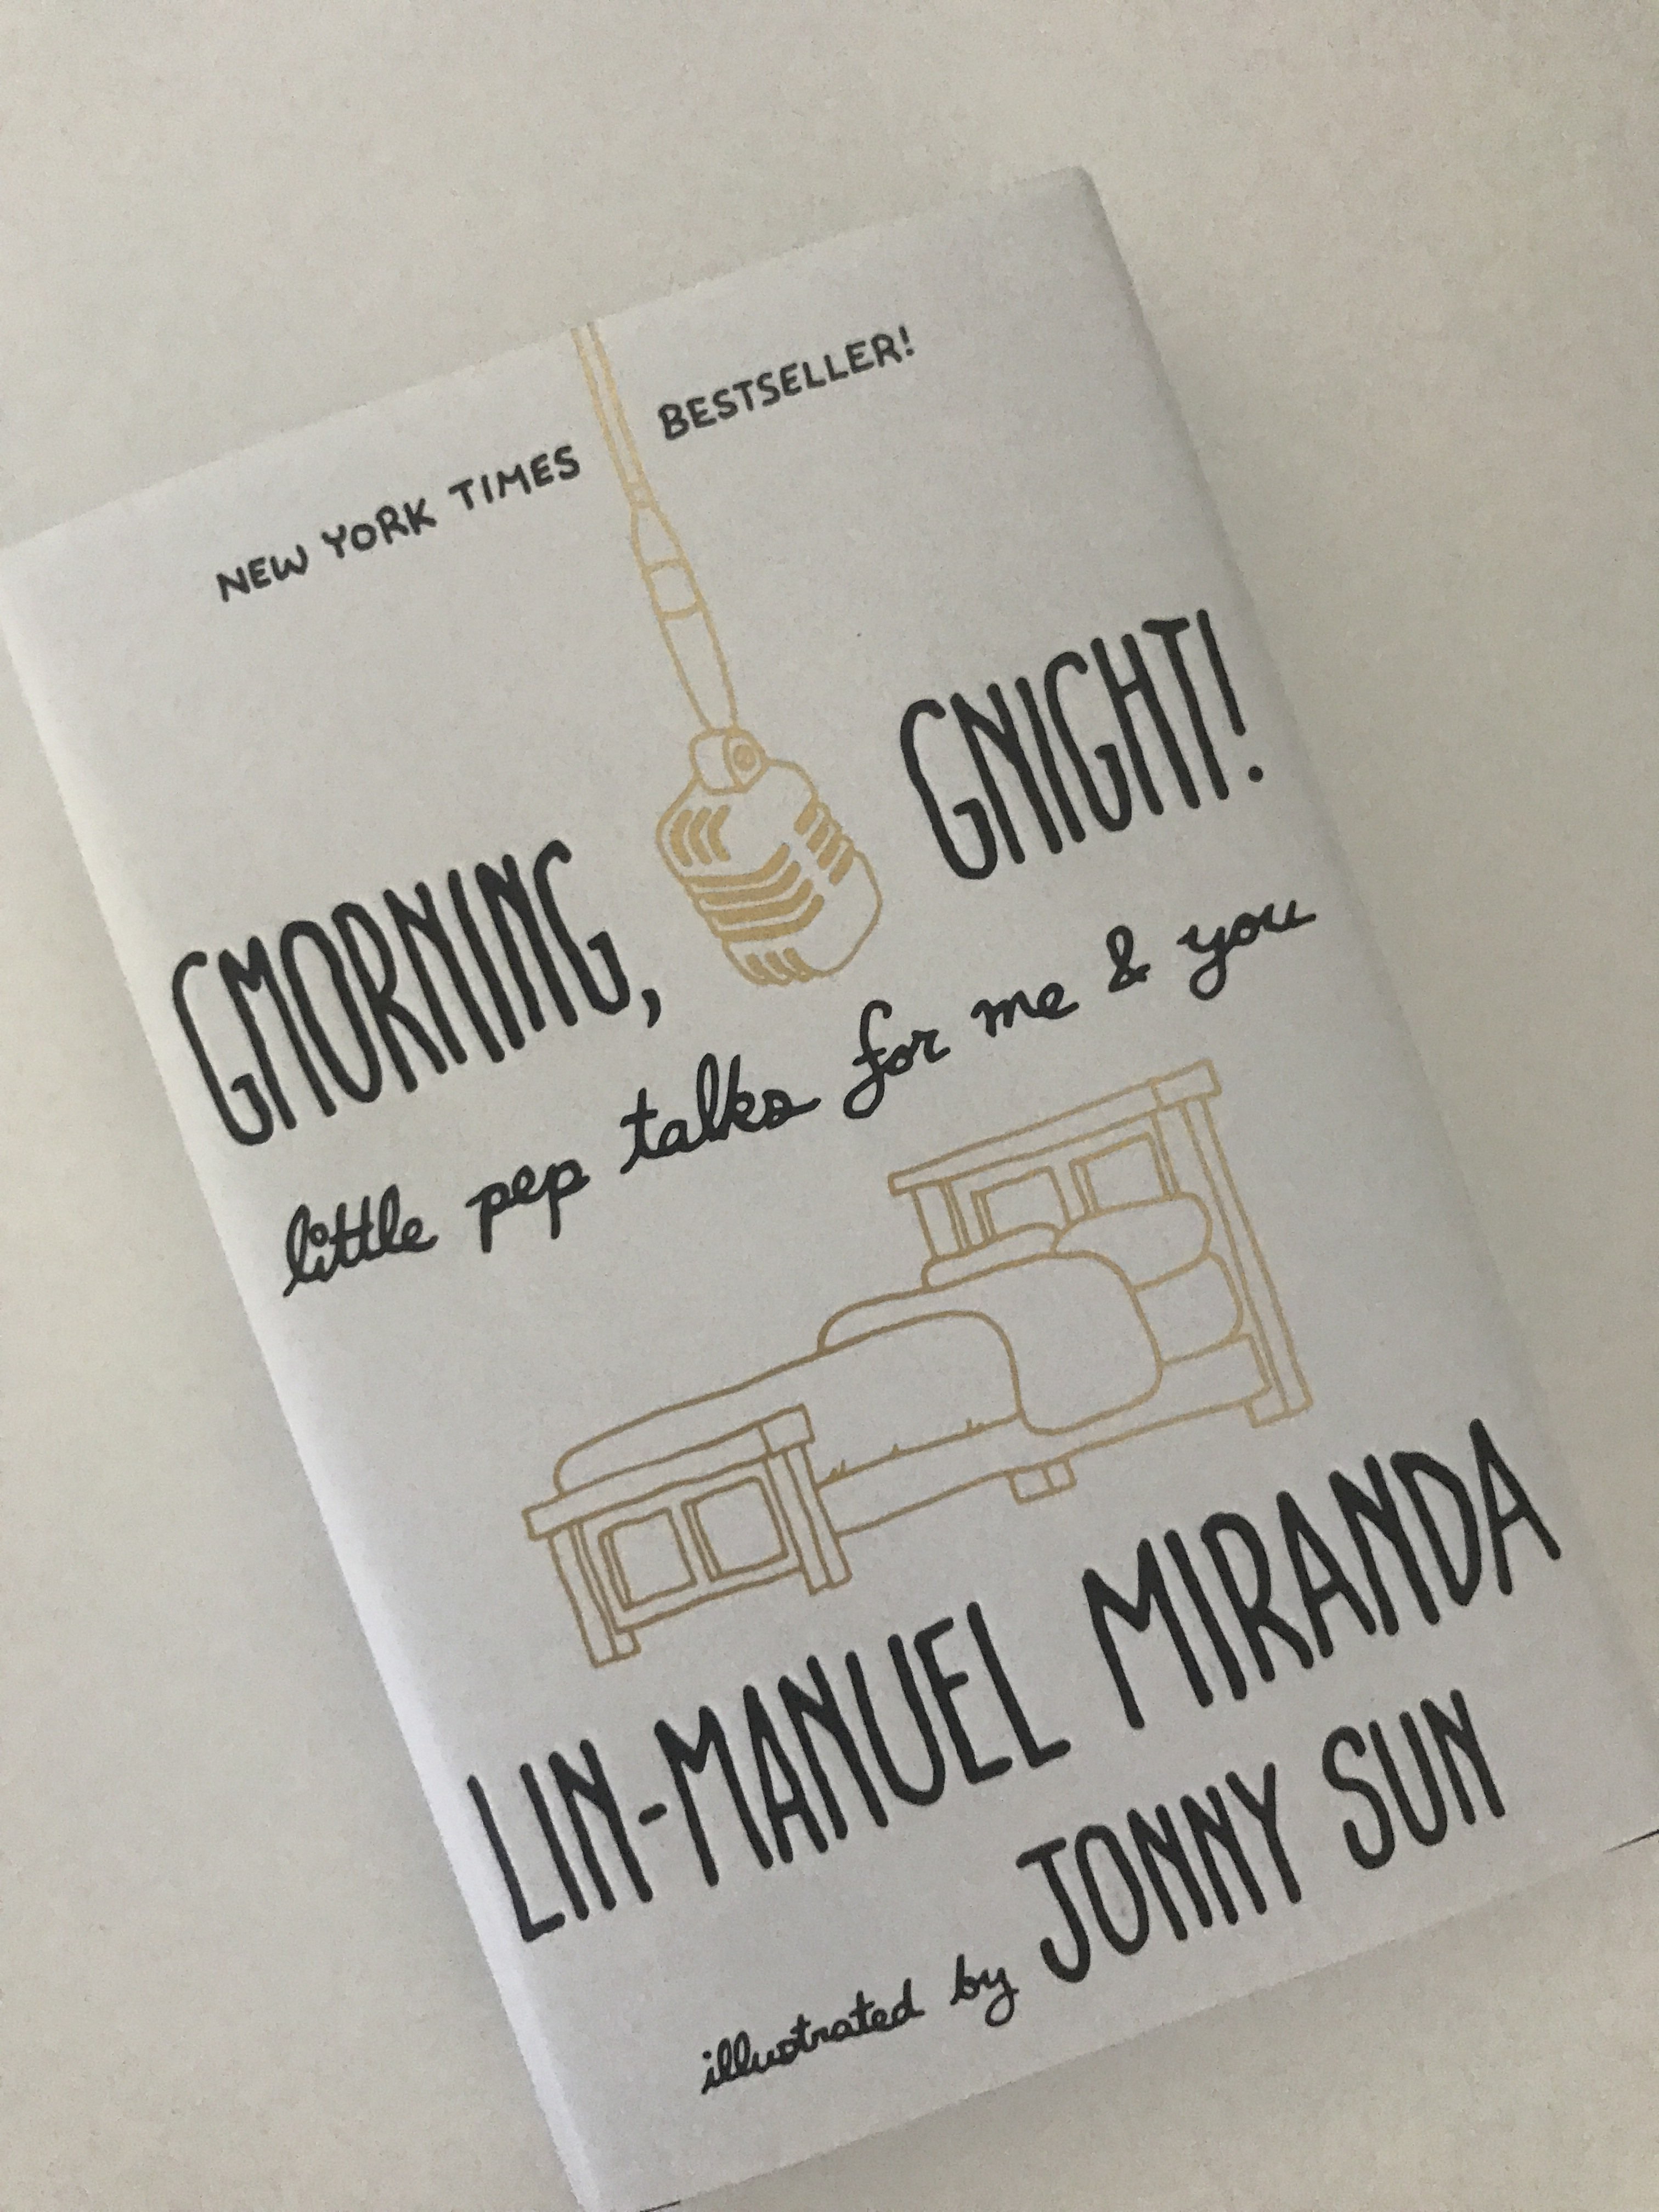 NEW YORK TIMES BESTSELLER!
GMORNING, GNIGHT!
little pep talks for me & you
LIN-MANUEL MIRANDA
illustrated by JONNY SUN